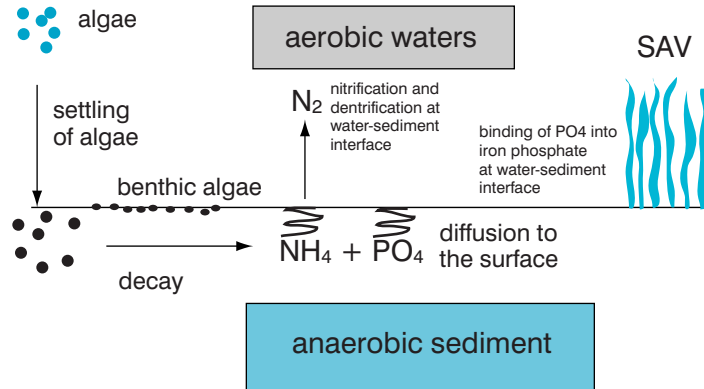 algae
aerobic waters
SAV
settling
of algae
N2
nitrification and
dentrification at
water-sediment
interface
binding of PO4 into
iron phosphate
at water-sediment
interface
benthic algae
NH4 + PO4
diffusion to
the surface
decay
anaerobic sediment